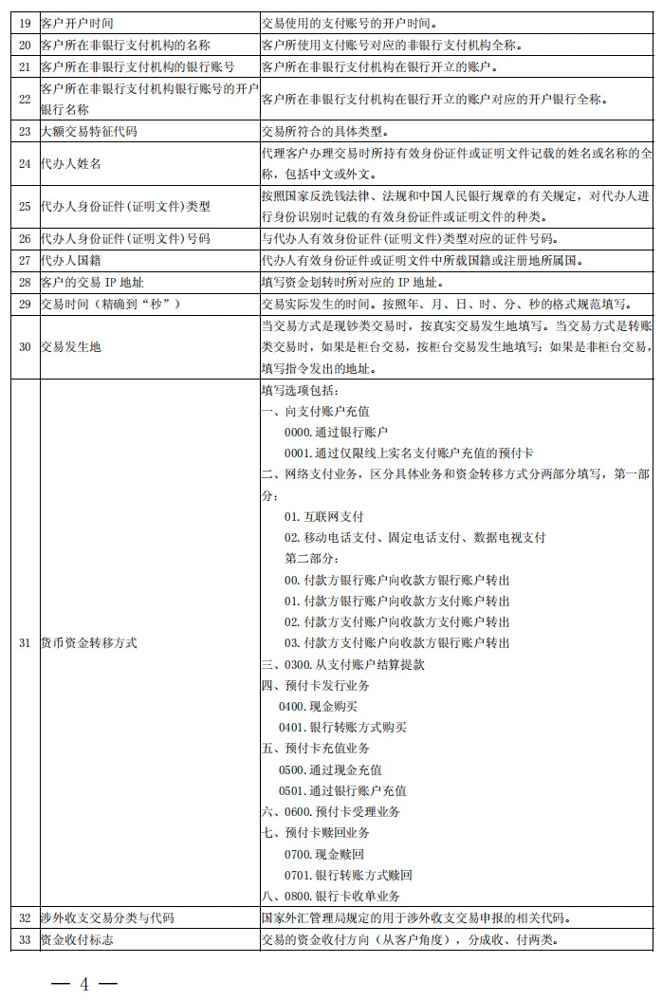 19 客户开户时间 交易使用的支付账号的开户时间。
20 客户所在非银行支付机构的名称 客户所使用支付账号对应的非银行支付机构全称。
21 客户所在非银行支付机构的银行账号 客户所在非银行支付机构在银行开立的账户。
22 客户所在非银行支付机构银行账号的开户
银行名称 客户所在非银行支付机构在银行开立的账户对应的开户银行全称。
23 大额交易特征代码 交易所符合的具体类型。
24 代办人姓名 代理客户办理交易时所持有效身份证件或证明文件记载的姓名或名称的全
称，包括中文或外文。
25 代办人身份证件(证明文件)类型 按照国家反洗钱法律、法规和中国人民银行规章的有关规定，对代办人进
行身份识别时记载的有效身份证件或证明文件的种类。
26 代办人身份证件(证明文件)号码 与代办人有效身份证件(证明文件)类型对应的证件号码。
27 代办人国籍 代办人有效身份证件或证明文件中所载国籍或注册地所属国。
28 客户的交易 IP 地址 填写资金划转时所对应的 IP 地址。
29 交易时间（精确到“秒”） 交易实际发生的时间。按照年、月、日、时、分、秒的格式规范填写。
30 交易发生地 当交易方式是现钞类交易时，按真实交易发生地填写。当交易方式是转账
类交易时，如果是柜台交易，按柜台交易发生地填写；如果是非柜台交易，
填写指令发出的地址。
31 货币资金转移方式 填写选项包括：
一、向支付账户充值
0000.通过银行账户
0001.通过仅限线上实名支付账户充值的预付卡
二、网络支付业务，区分具体业务和资金转移方式分两部分填写，第一部
分：
01.互联网支付
02.移动电话支付、固定电话支付、数据电视支付
第二部分：
00.付款方银行账户向收款方银行账户转出
01.付款方银行账户向收款方支付账户转出
02.付款方支付账户向收款方支付账户转出
03.付款方支付账户向收款方银行账户转出
三、0300.从支付账户结算提款
四、预付卡发行业务
0400.现金购买
0401.银行转账方式购买
五、预付卡充值业务
0500.通过现金充值
0501.通过银行账户充值
六、0600.预付卡受理业务
七、预付卡赎回业务
0700.现金赎回
0701.银行转账方式赎回
八、0800.银行卡收单业务
32 涉外收支交易分类与代码 国家外汇管理局规定的用于涉外收支交易申报的相关代码。
33 资金收付标志 交易的资金收付方向（从客户角度），分成收、付两类。
— 4 —